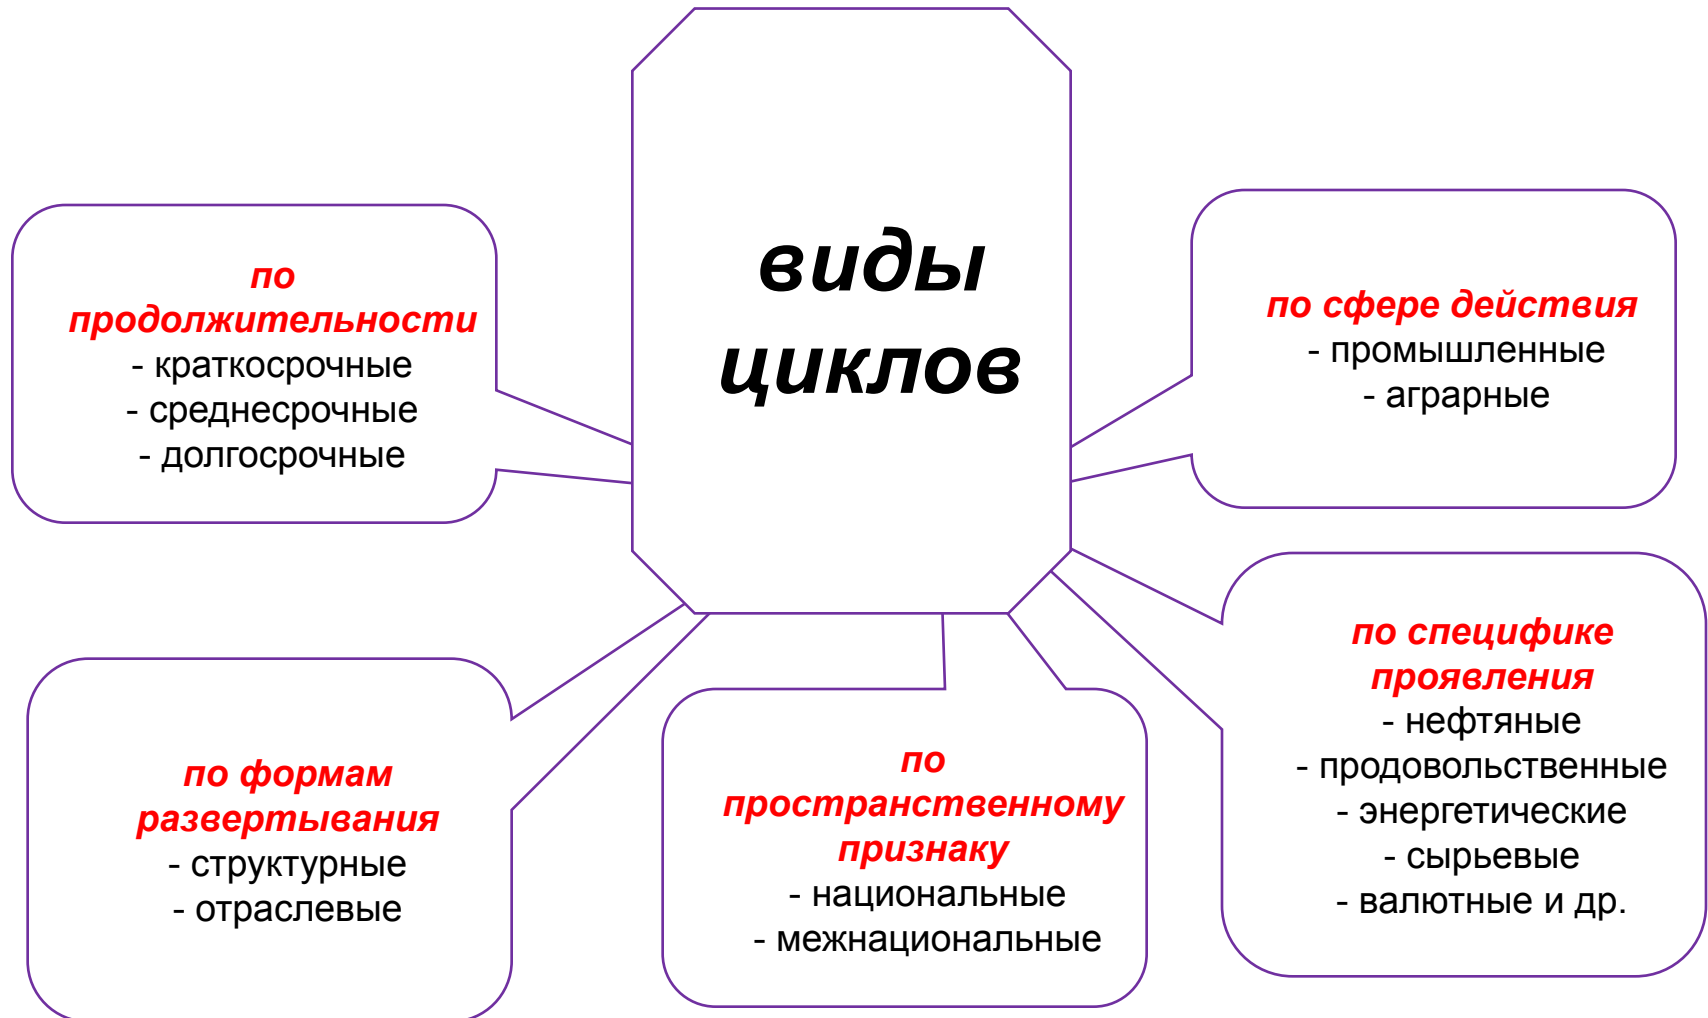 виды
циклов
по
продолжительности
- краткосрочные
- среднесрочные
- долгосрочные
по сфере действия
- промышленные
- аграрные
по формам
развертывания
- структурные
- отраслевые
по
пространственному
признаку
- национальные
- межнациональные
по специфике
проявления
- нефтяные
- продовольственные
- энергетические
- сырьевые
- валютные и др.